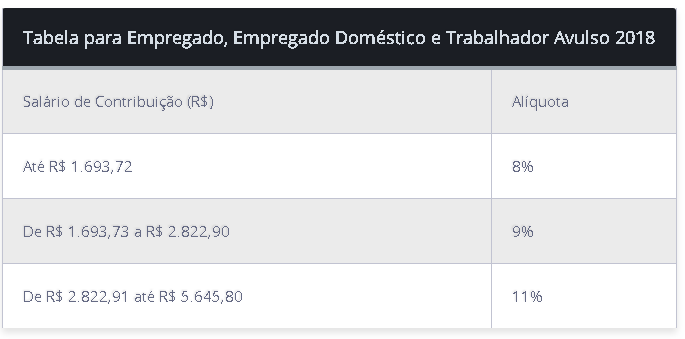 Tabela para Empregado, Empregado Doméstico e Trabalhador Avulso 2018
Salário de Contribuição (R$) Alíquota
Até R$ 1.693,72 8%
De R$ 1.693,73 a R$ 2.822,90 9%
De R$ 2.822,91 até R$ 5.645,80 11%